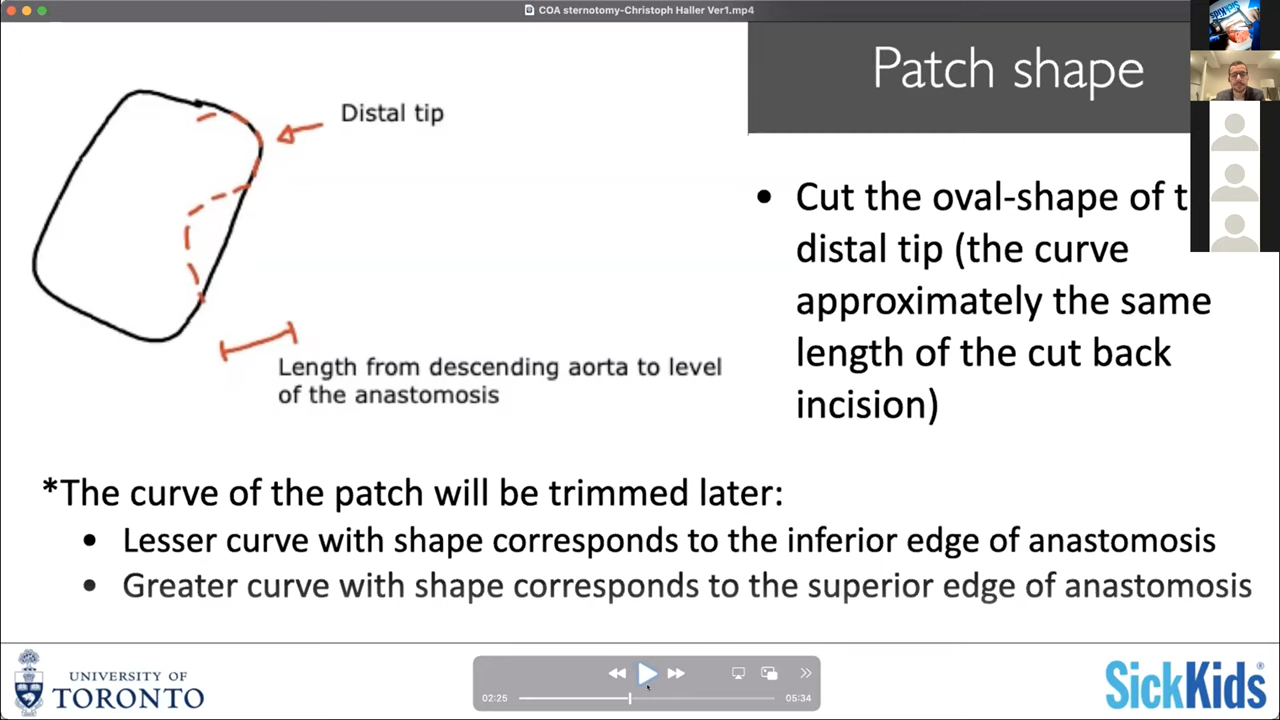 COA sternotomy-Christoph Haller Ver1.mp4
Patch shape
Distal tip
Length from descending aorta to level
of the anastomosis
• Cut the oval-shape of t
distal tip (the curve
approximately the same
length of the cut back
incision)
*The curve of the patch will be trimmed later:
• Lesser curve with shape corresponds to the inferior edge of anastomosis
• Greater curve with shape corresponds to the superior edge of anastomosis
UNIVERSITY OF
TORONTO
02:25
05:34
SickKids®